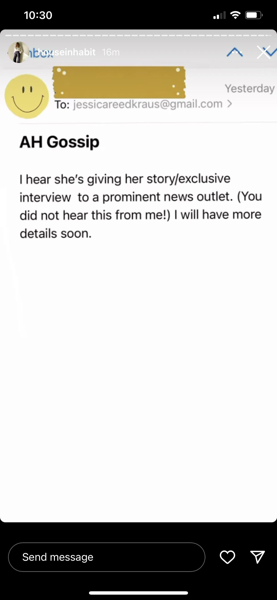 10:30
houseinhabit 16m
Yesterday
To: jessicareedkraus@gmail.com >
AH Gossip
I hear she's giving her story/exclusive
interview to a prominent news outlet. (You
did not hear this from me!) I will have more
details soon.
Send message